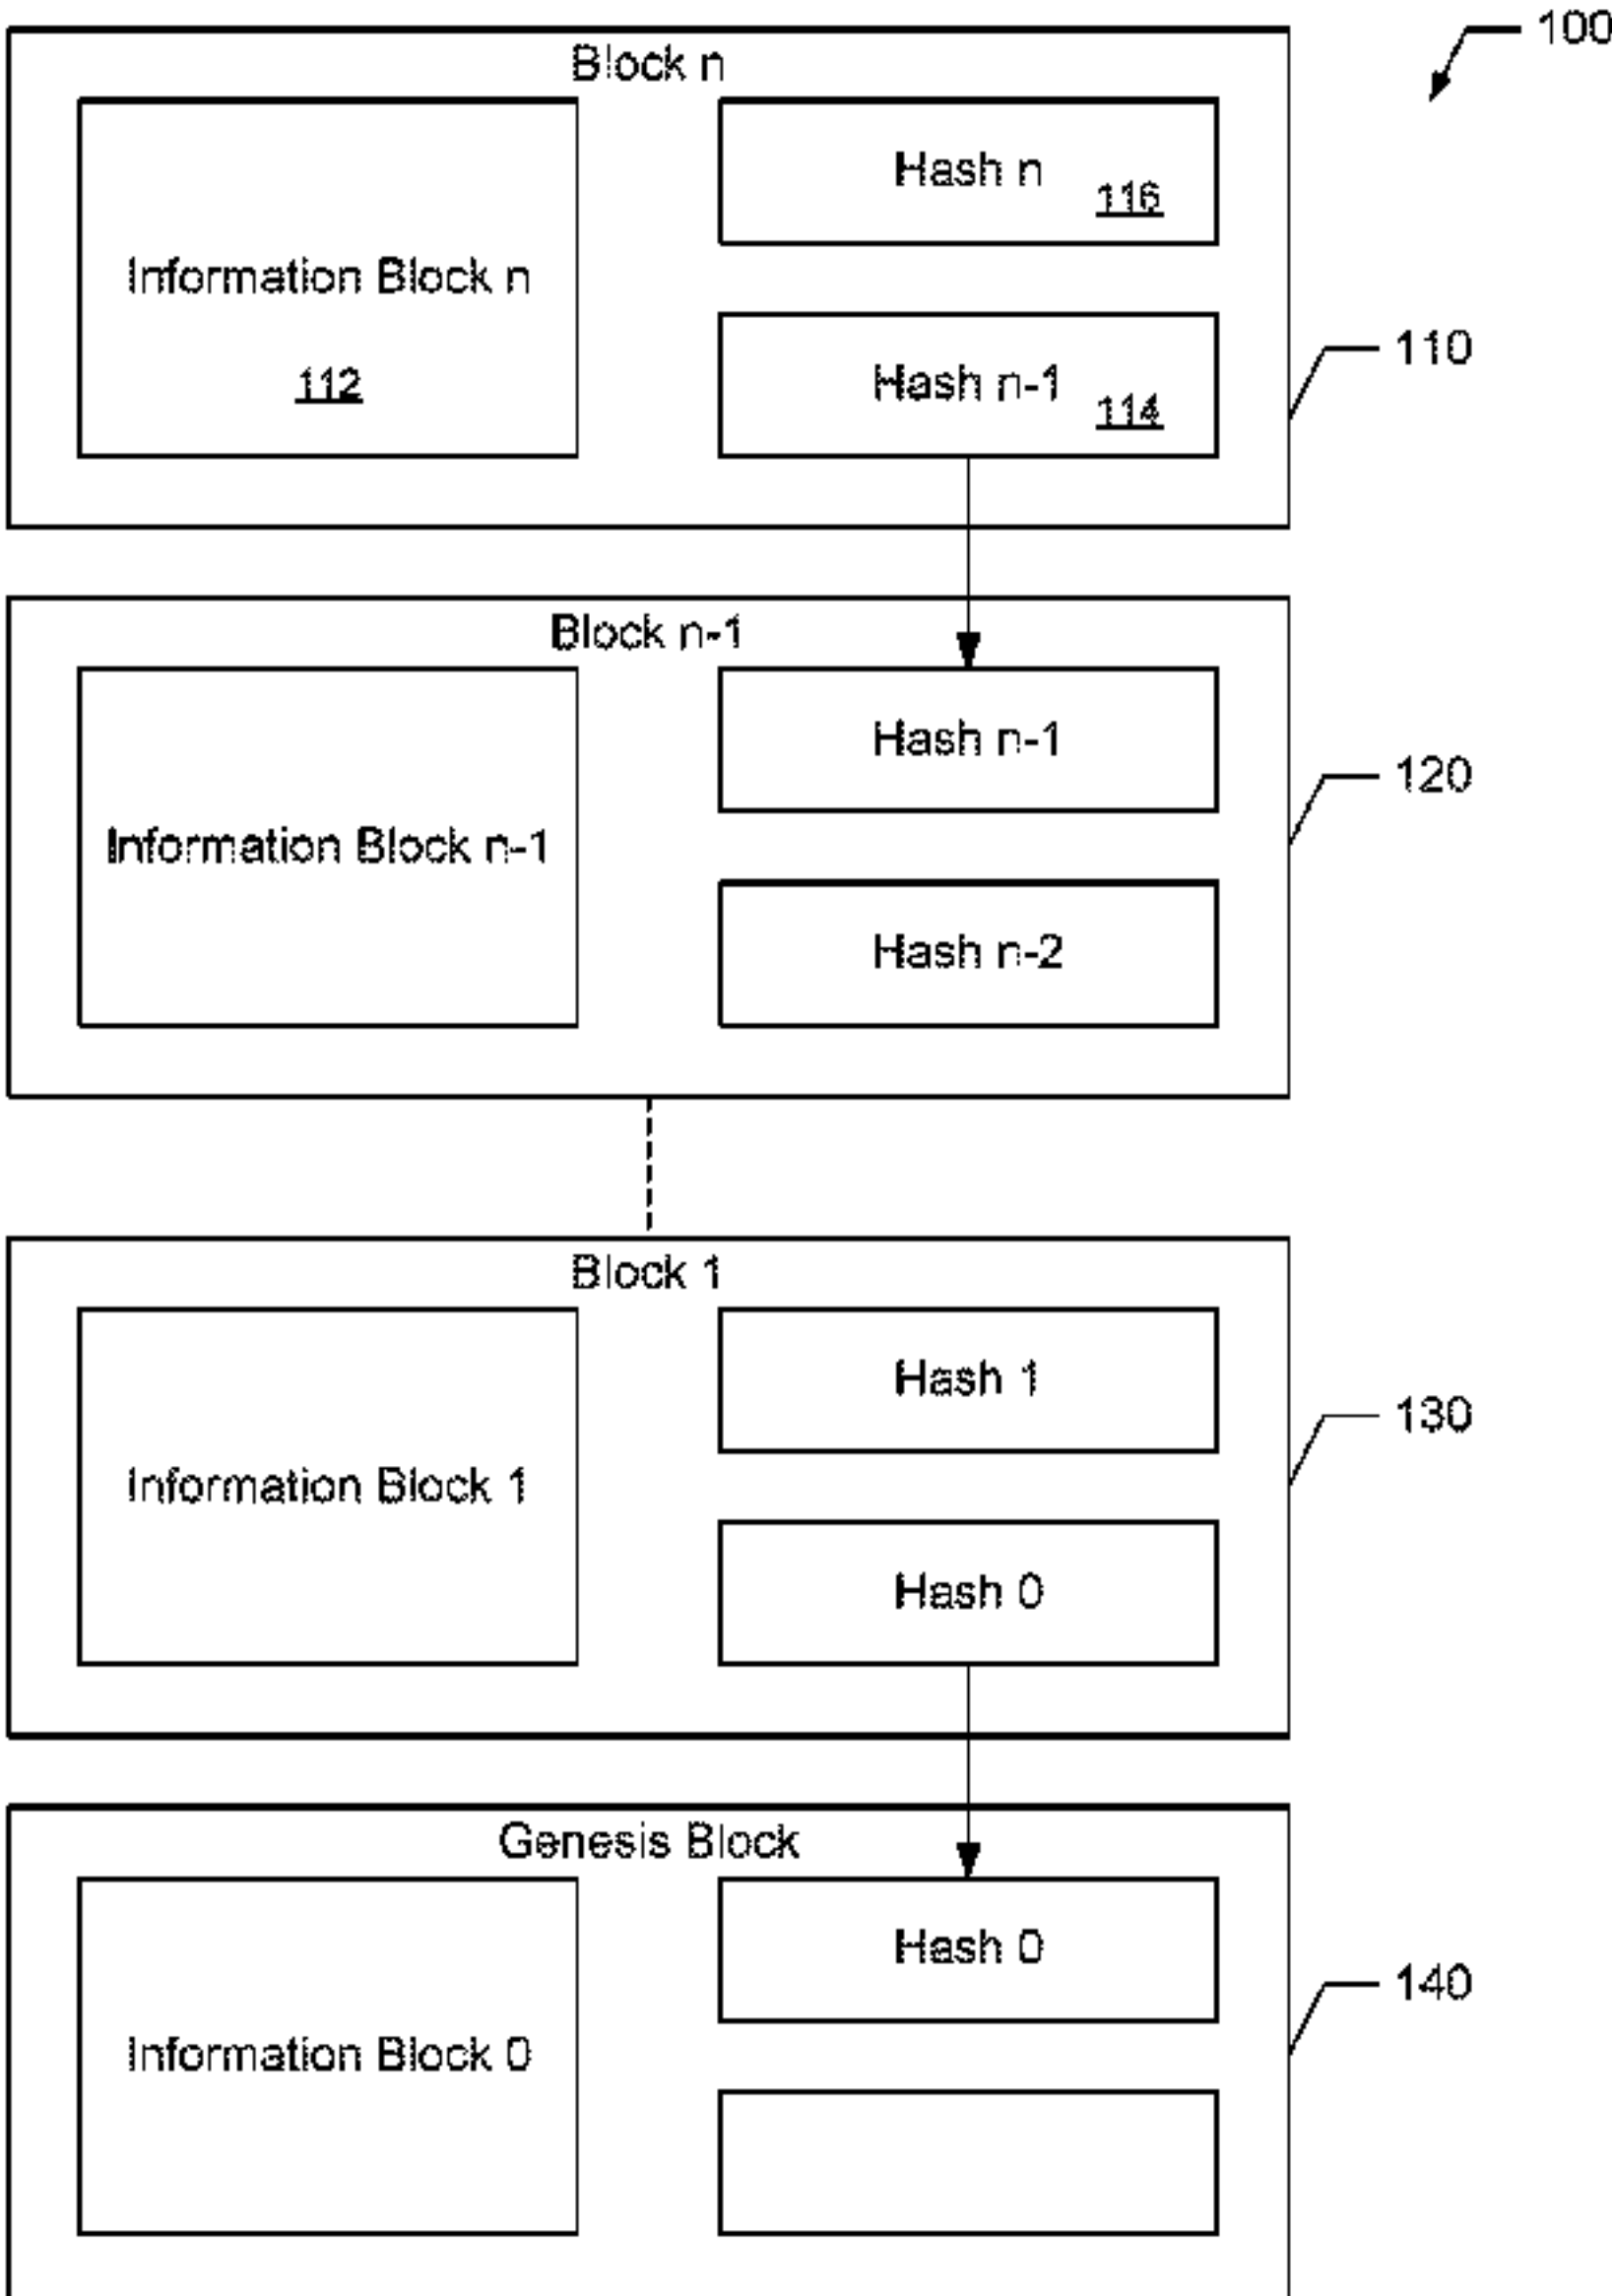 100
Block n
Hash n
116
Information Block n
112
Hash n-1
114
110
Block n-1
Hash n-1
120
Information Block n-1
Hash n-2
Block 1
Hash 1
130
Information Block 1
Hash 0
Genesis Block
Hash 0
140
Information Block 0